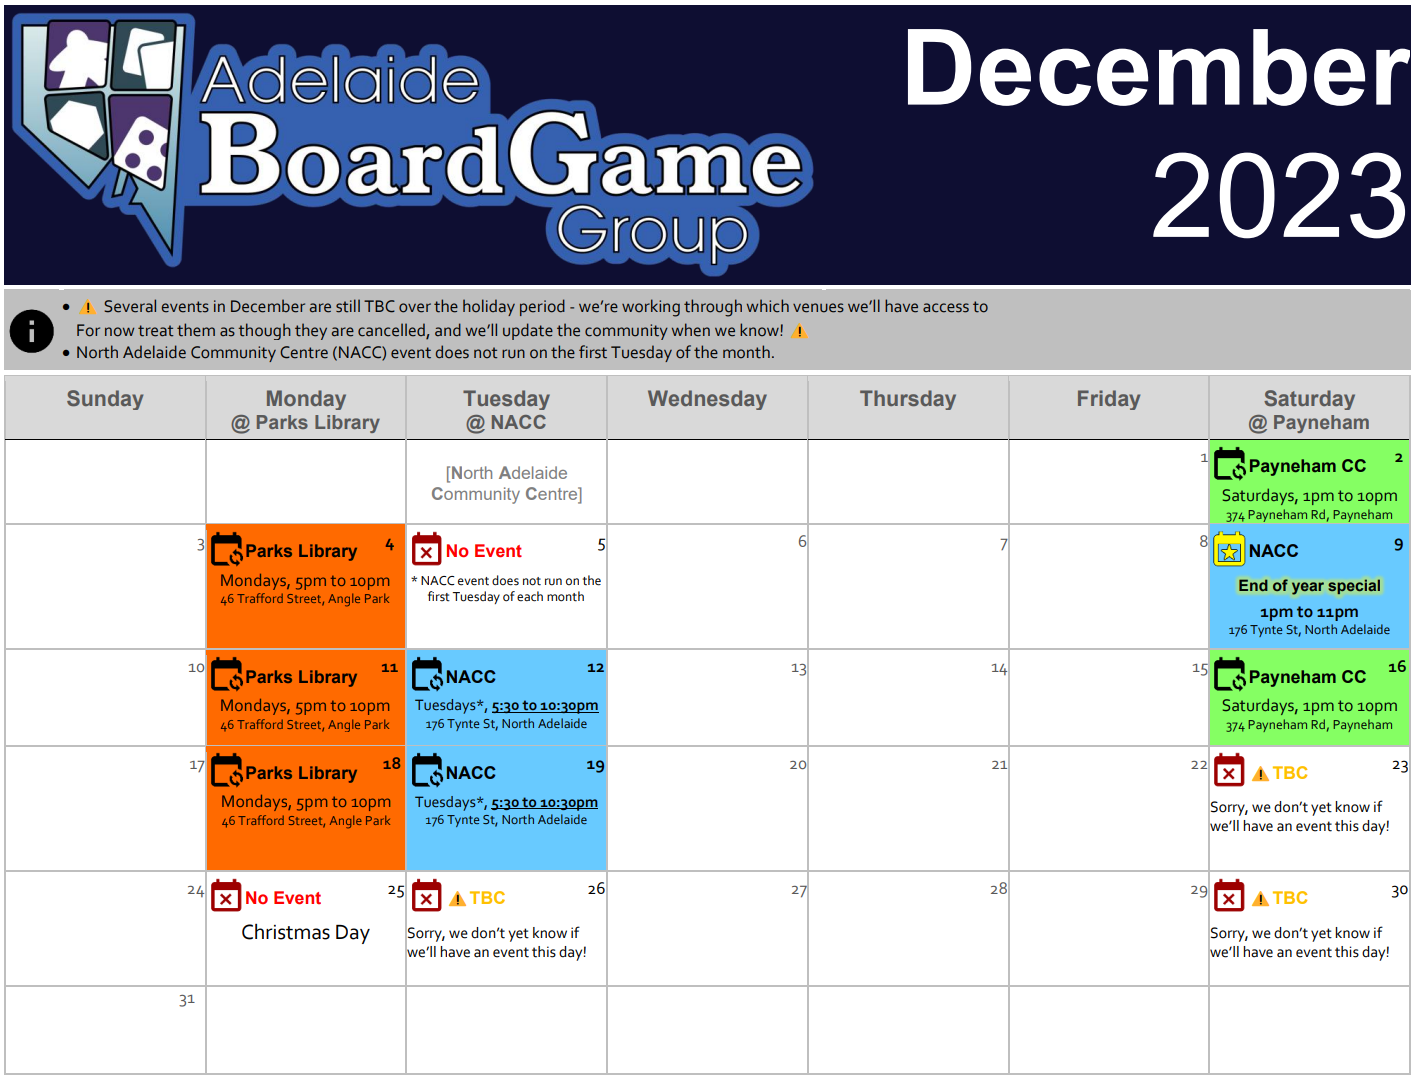 Adelaide
BoardGame
Group
December
2023
• ⚠ Several events in December are still TBC over the holiday period - we're working through which venues we'll have access to
For now treat them as though they are cancelled, and we'll update the community when we know! ⚠
• North Adelaide Community Centre (NACC) event does not run on the first Tuesday of the month.
Sunday
Monday
@ Parks Library
Tuesday
@ NACC
Wednesday
Thursday
Friday
Saturday
@ Payneham
[North Adelaide
Community Centre]
1
Payneham CC 2
Saturdays, 1pm to 10pm
374 Payneham Rd, Payneham
3
Parks Library 4
Mondays, 5pm to 10pm
46 Trafford Street, Angle Park
No Event 5
* NACC event does not run on the
first Tuesday of each month
6
7
8
NACC 9
End of year special
1pm to 11pm
176 Tynte St, North Adelaide
10
Parks Library 11
Mondays, 5pm to 10pm
46 Trafford Street, Angle Park
NACC 12
Tuesdays*, 5:30 to 10:30pm
176 Tynte St, North Adelaide
13
14
15
Payneham CC 16
Saturdays, 1pm to 10pm
374 Payneham Rd, Payneham
17
Parks Library 18
Mondays, 5pm to 10pm
46 Trafford Street, Angle Park
NACC 19
Tuesdays*, 5:30 to 10:30pm
176 Tynte St, North Adelaide
20
21
22
⚠ TBC 23
Sorry, we don't yet know if
we'll have an event this day!
24
No Event 25
Christmas Day
⚠ TBC 26
Sorry, we don't yet know if
we'll have an event this day!
27
28
29
⚠ TBC 30
Sorry, we don't yet know if
we'll have an event this day!
31